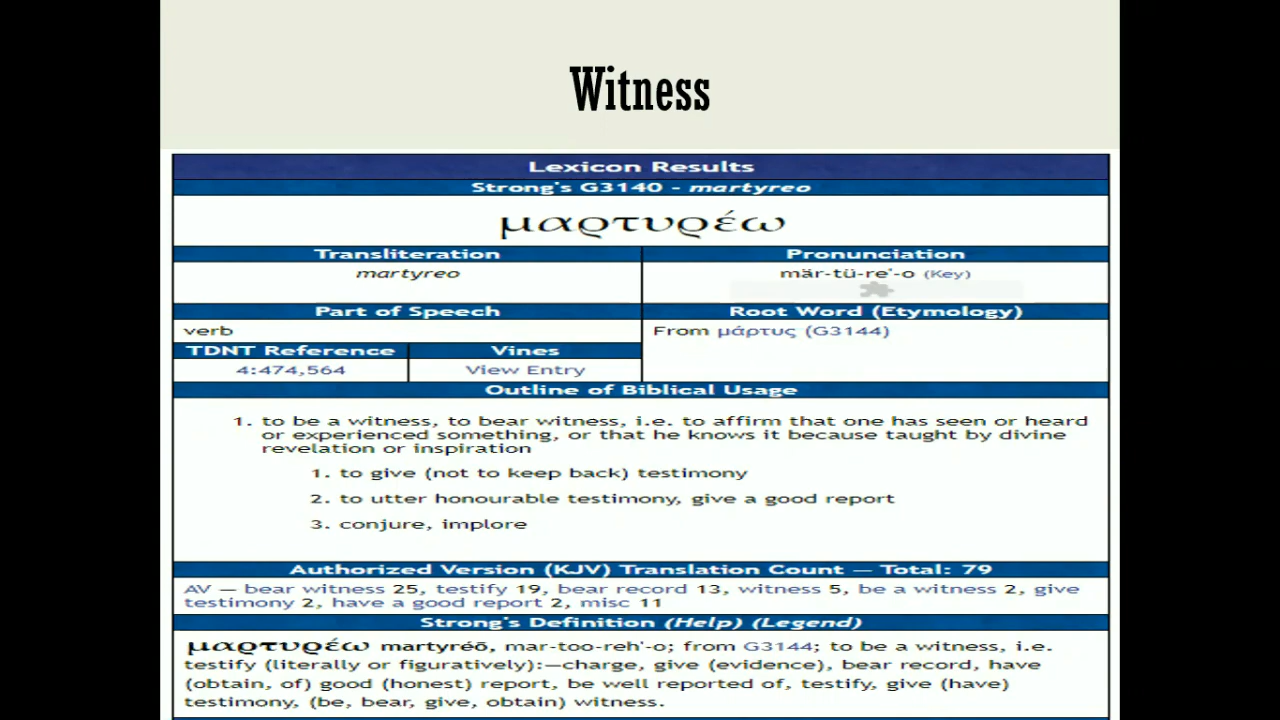 Witness
Lexicon Results
Strong's G3140 - martyreo
μαρτυρέω
Transliteration
martyreo
Pronunciation
mär-tü-re'-o (Key)
Part of Speech
verb
Root Word (Etymology)
From μάρτυς (G3144)
TDNT Reference
4:474,564
Vines
View Entry
Outline of Biblical Usage
1. to be a witness, to bear witness, i.e. to affirm that one has seen or heard
or experienced something, or that he knows it because taught by divine
revelation or inspiration
1. to give (not to keep back) testimony
2. to utter honourable testimony, give a good report
3. conjure, implore
Authorized Version (KJV) Translation Count — Total: 79
AV — bear witness 25, testify 19, bear record 13, witness 5, be a witness 2, give
testimony 2, have a good report 2, misc 11
Strong's Definition (Help) (Legend)
μαρτυρέω martyréō, mar-too-reh'-o; from G3144; to be a witness, i.e.
testify (literally or figuratively):—charge, give (evidence), bear record, have
(obtain, of) good (honest) report, be well reported of, testify, give (have)
testimony, (be, bear, give, obtain) witness.